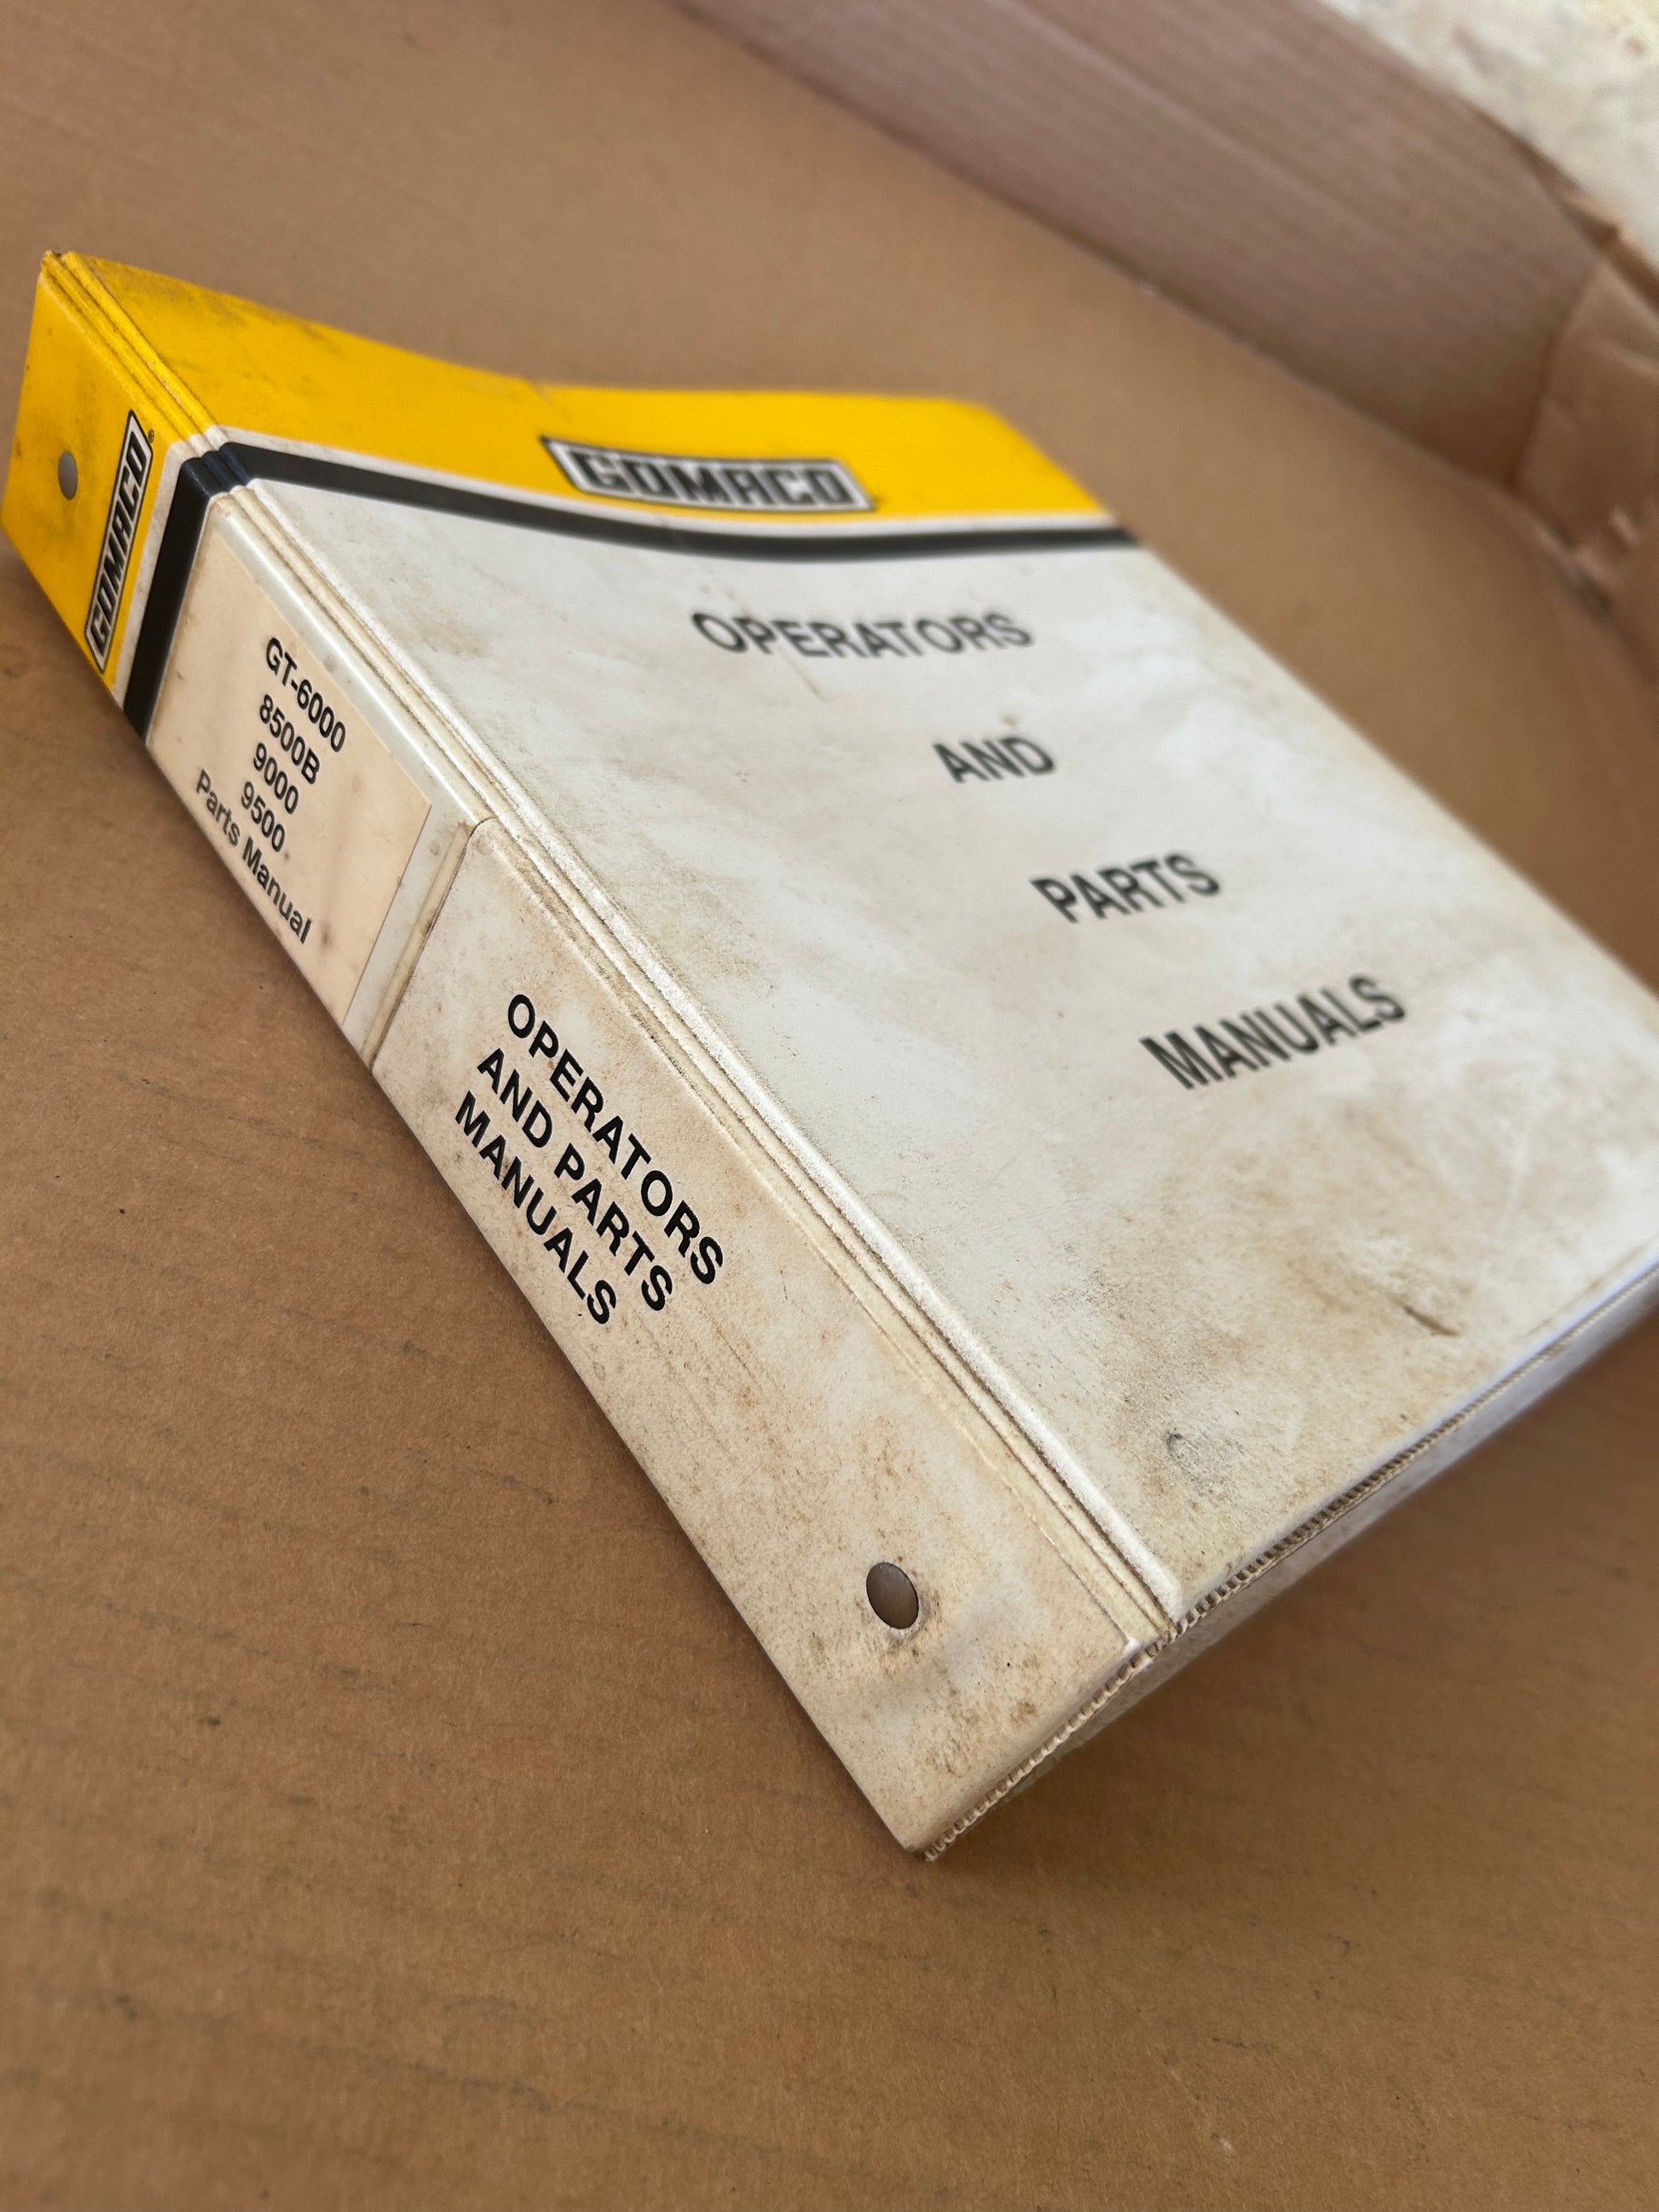 GOMACO
OPERATORS
AND
PARTS
MANUALS
GOMACO®
GT-6000
8500B
9000
9500
Parts Manual
OPERATORS
AND PARTS
MANUALS